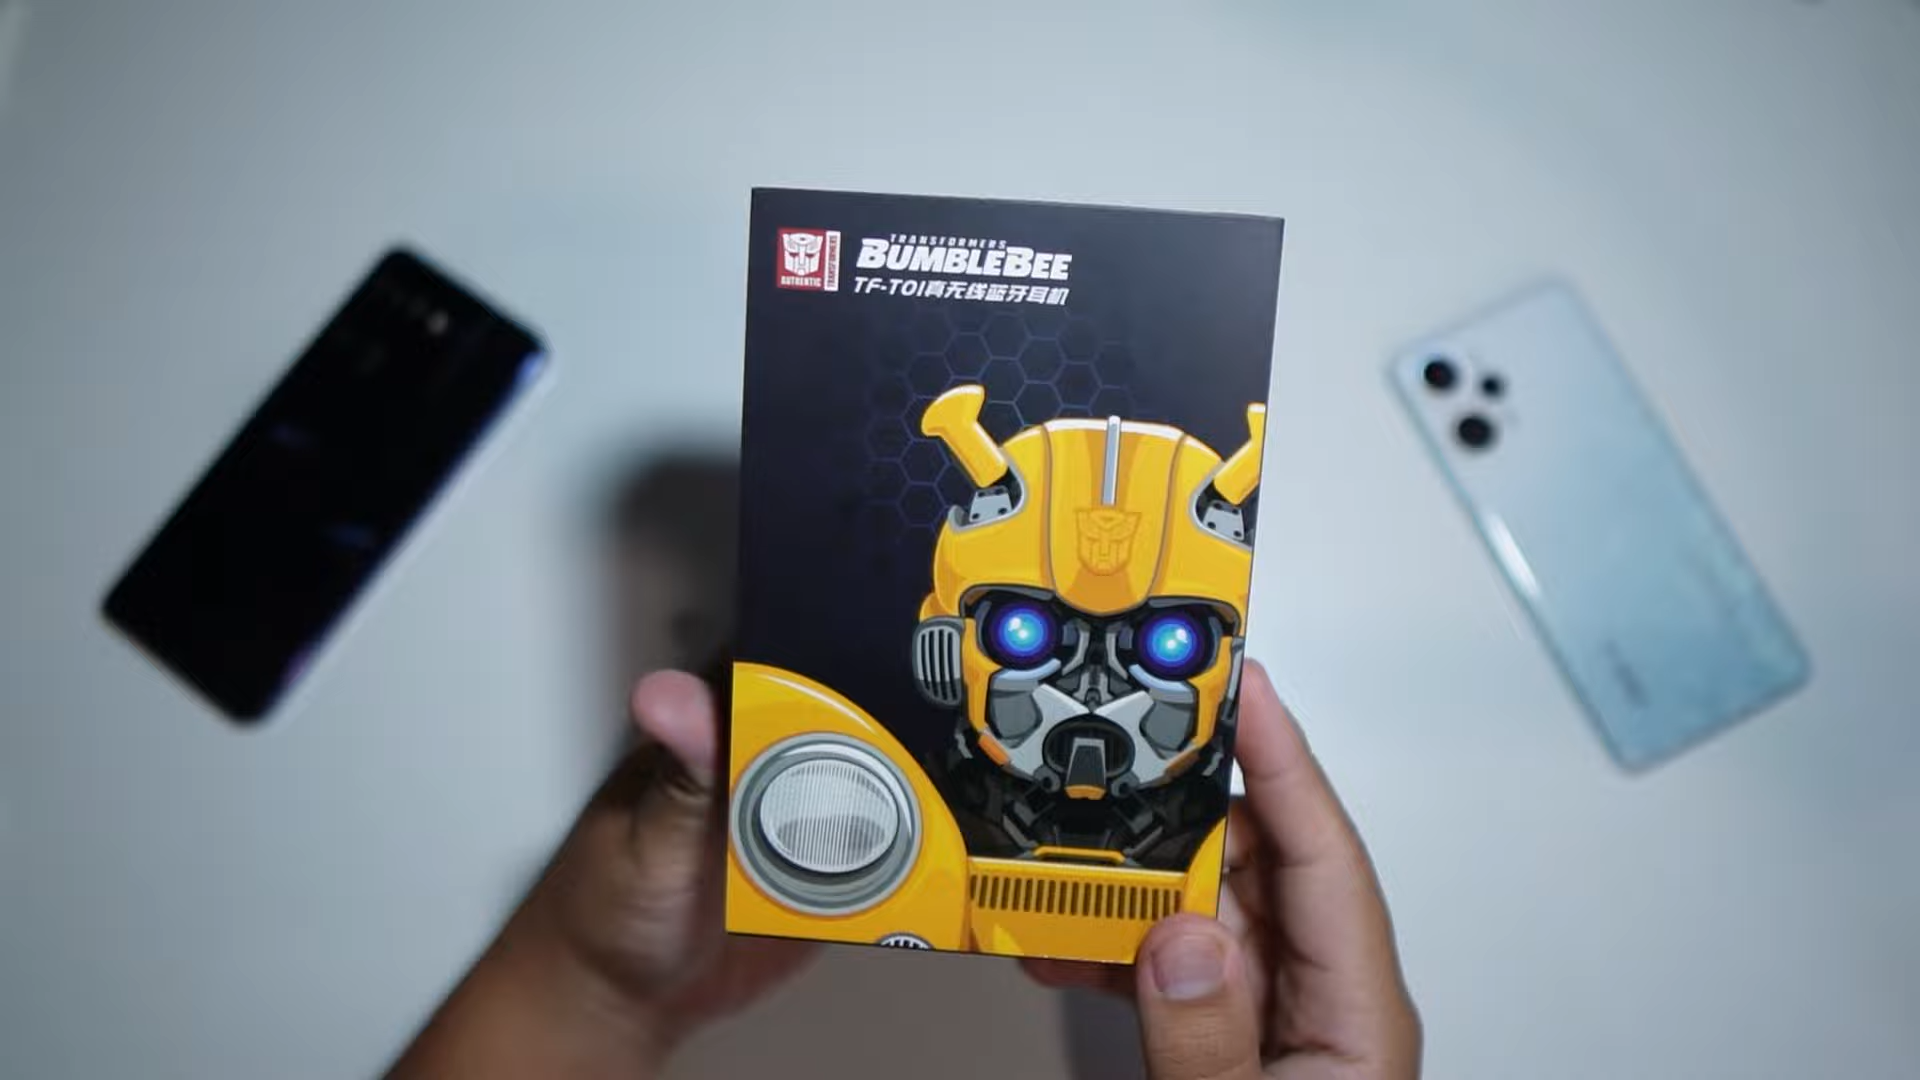 AUTHENTIC
TRANSFORMERS
TRANSFORMERS
BUMBLEBEE
TF-T01真无线蓝牙耳机